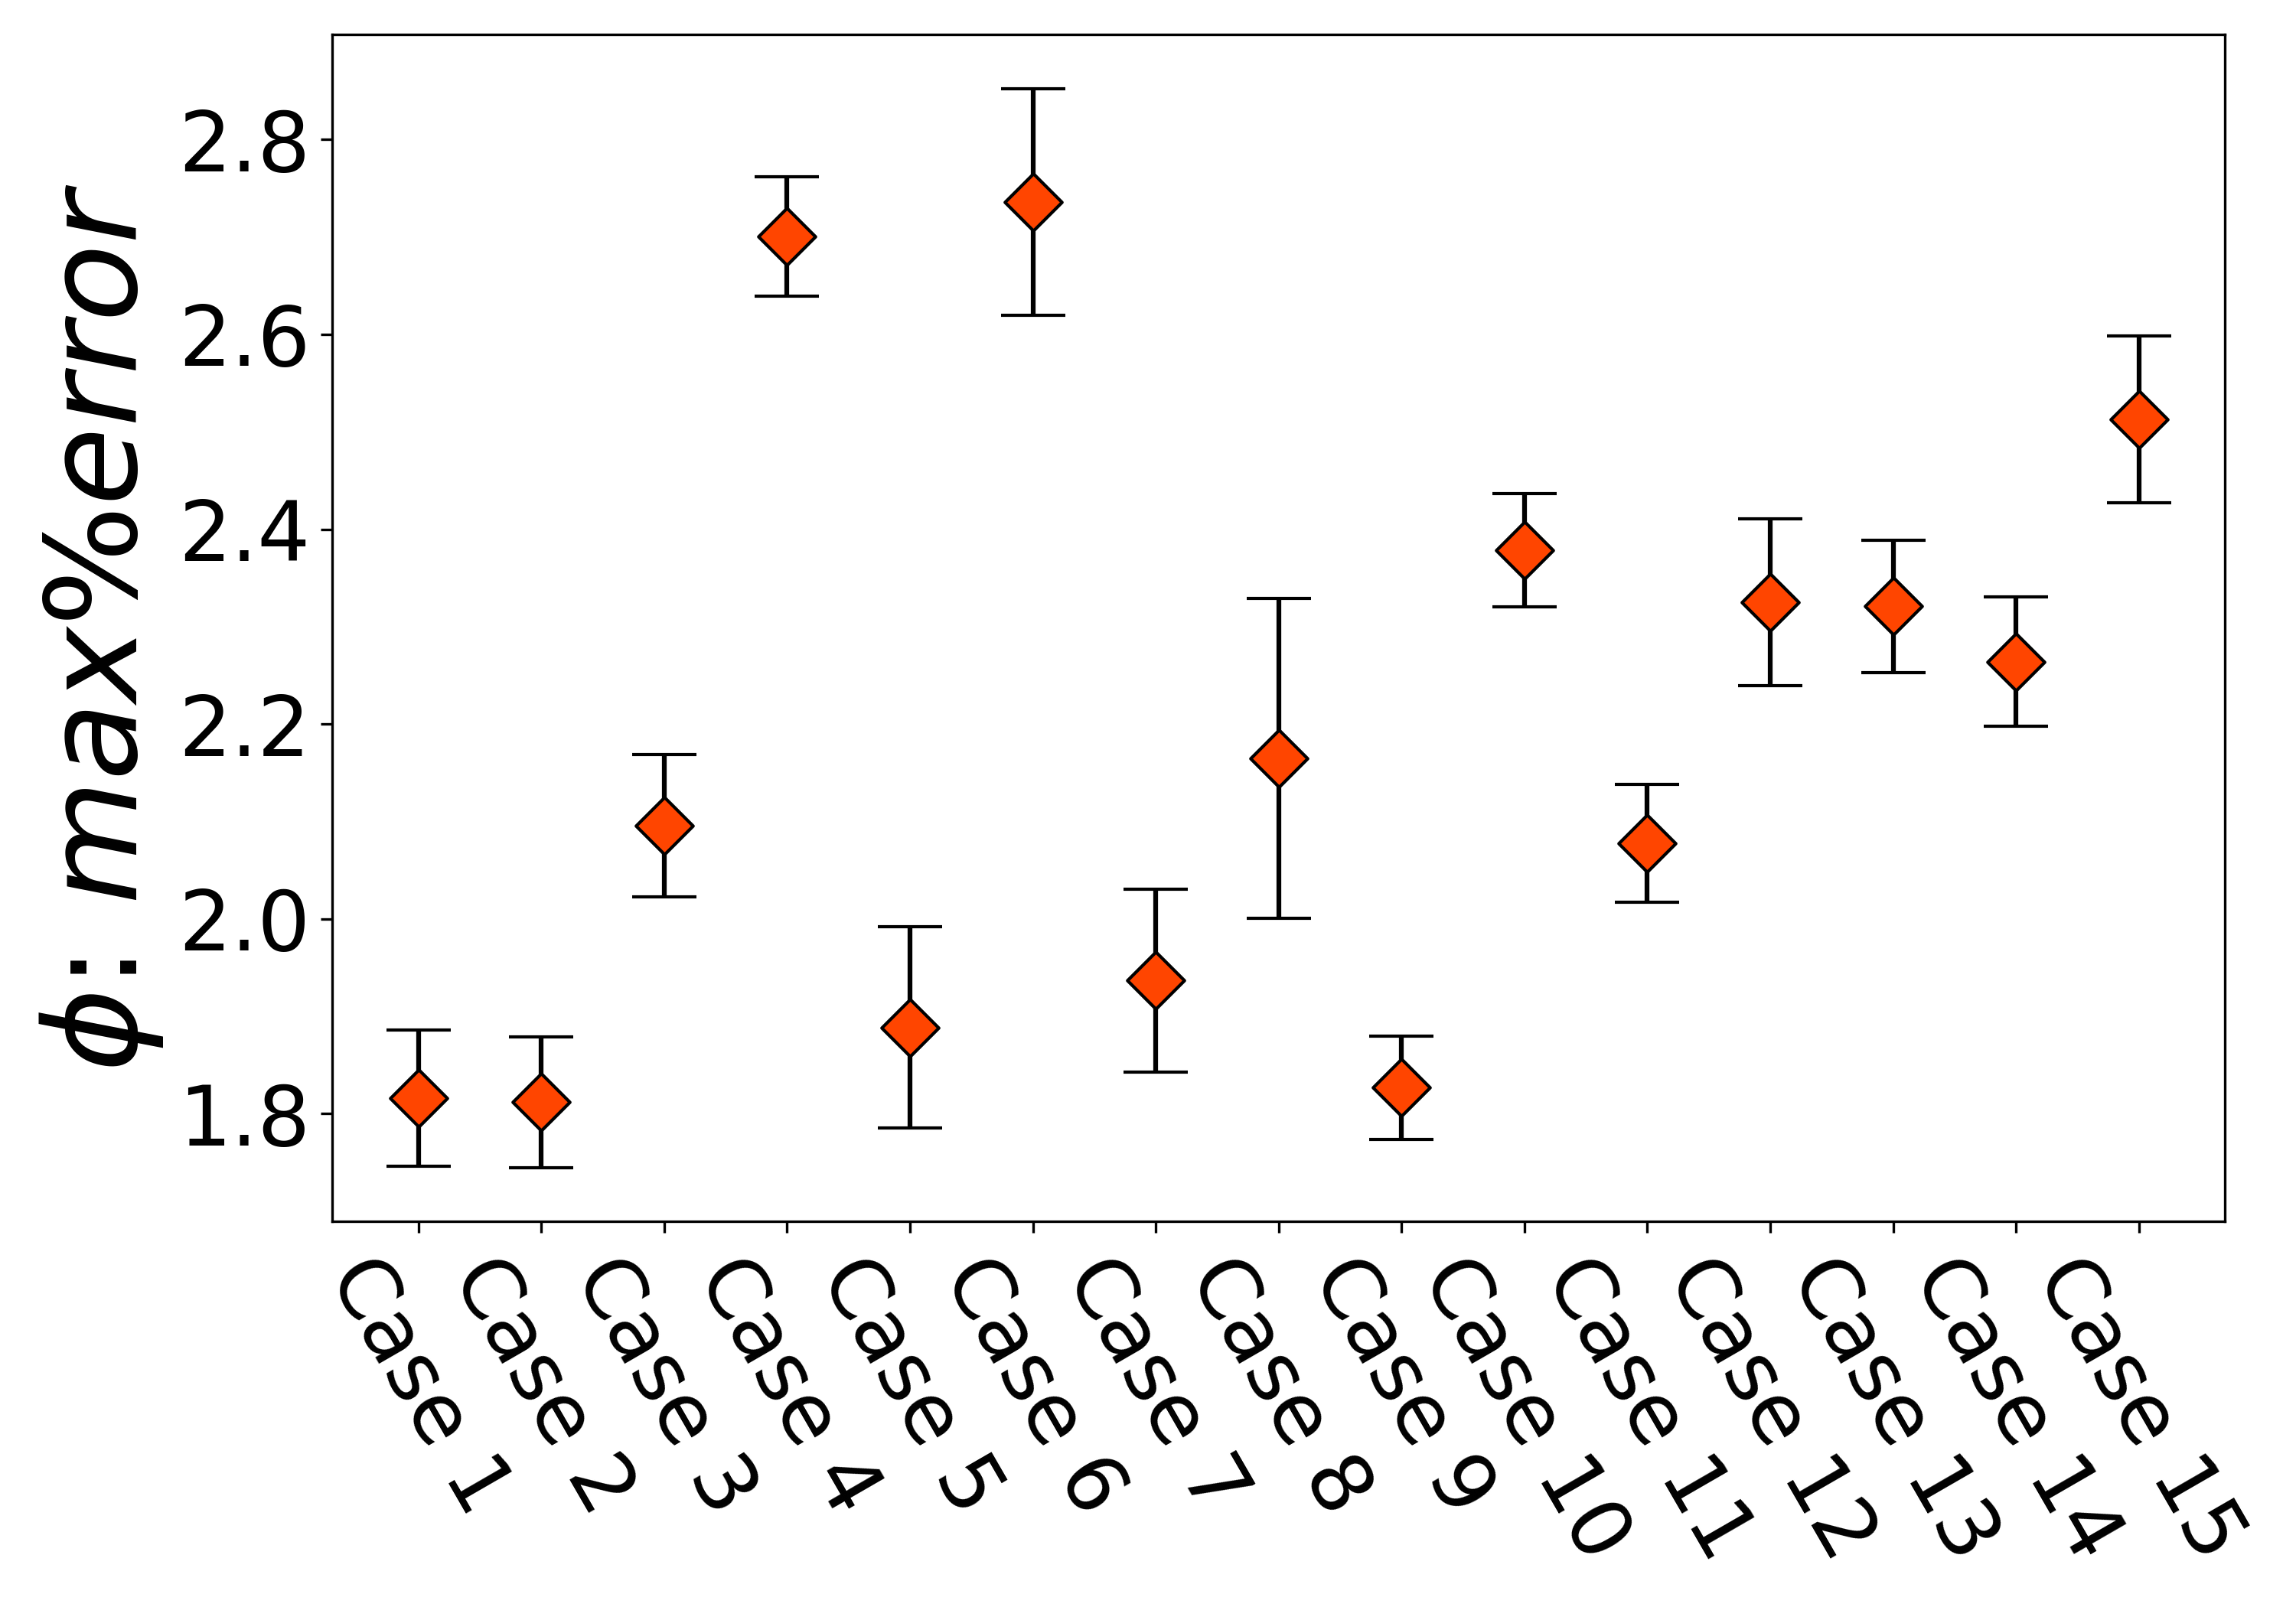 ϕ: max%error
2.8
2.6
2.4
2.2
2.0
1.8
Case 1
Case 2
Case 3
Case 4
Case 5
Case 6
Case 7
Case 8
Case 9
Case 10
Case 11
Case 12
Case 13
Case 14
Case 15